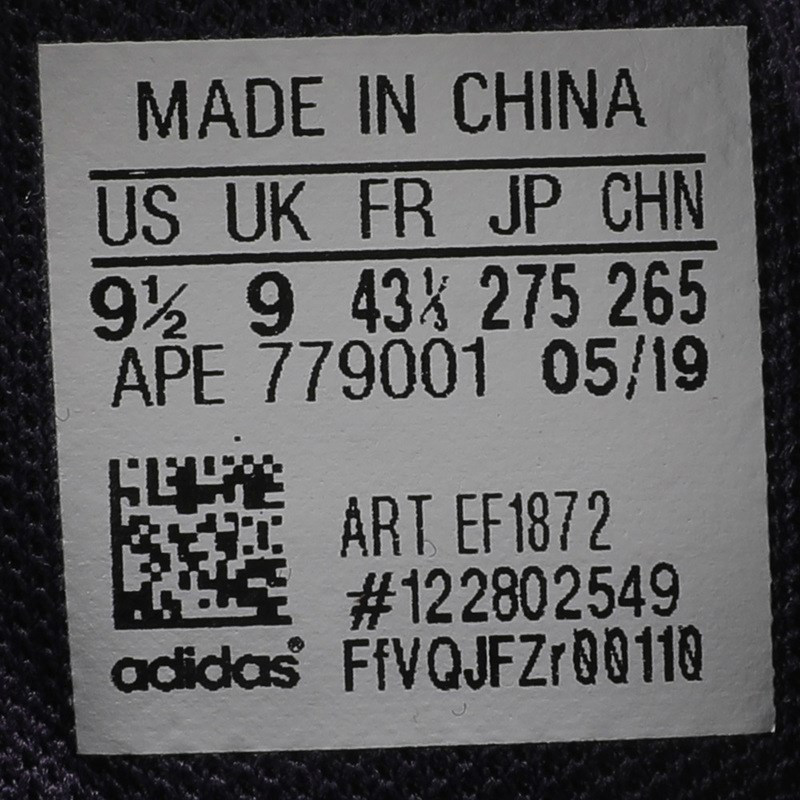 MADE IN CHINA
US UK FR JP CHN
9½ 9 43⅓ 275 265
APE 779001 05/19
ART EF1872
#122802549
adidas® FfVQJFZr00110